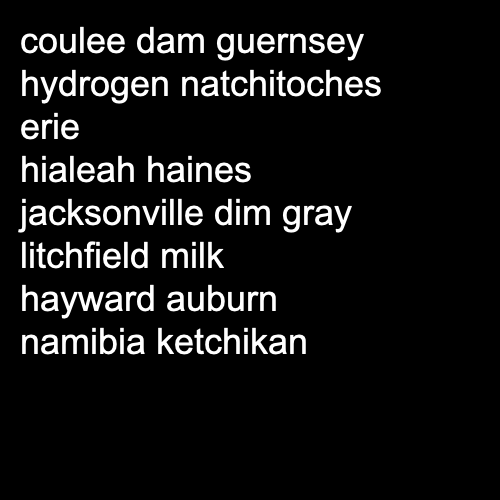 coulee dam guernsey
hydrogen natchitoches
erie
hialeah haines
jacksonville dim gray
litchfield milk
hayward auburn
namibia ketchikan